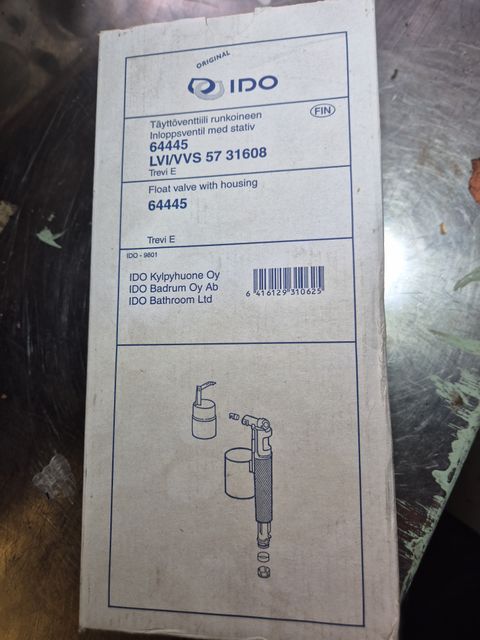 ORIGINAL
IDO
Täyttöventtiili runkoineen
FIN
Inloppsventil med stativ
64445
LVI/VVS 57 31608
Trevi E
Float valve with housing
64445
Trevi E
IDO - 9801
IDO Kylpyhuone Oy
IDO Badrum Oy Ab
IDO Bathroom Ltd
6 416129 310625